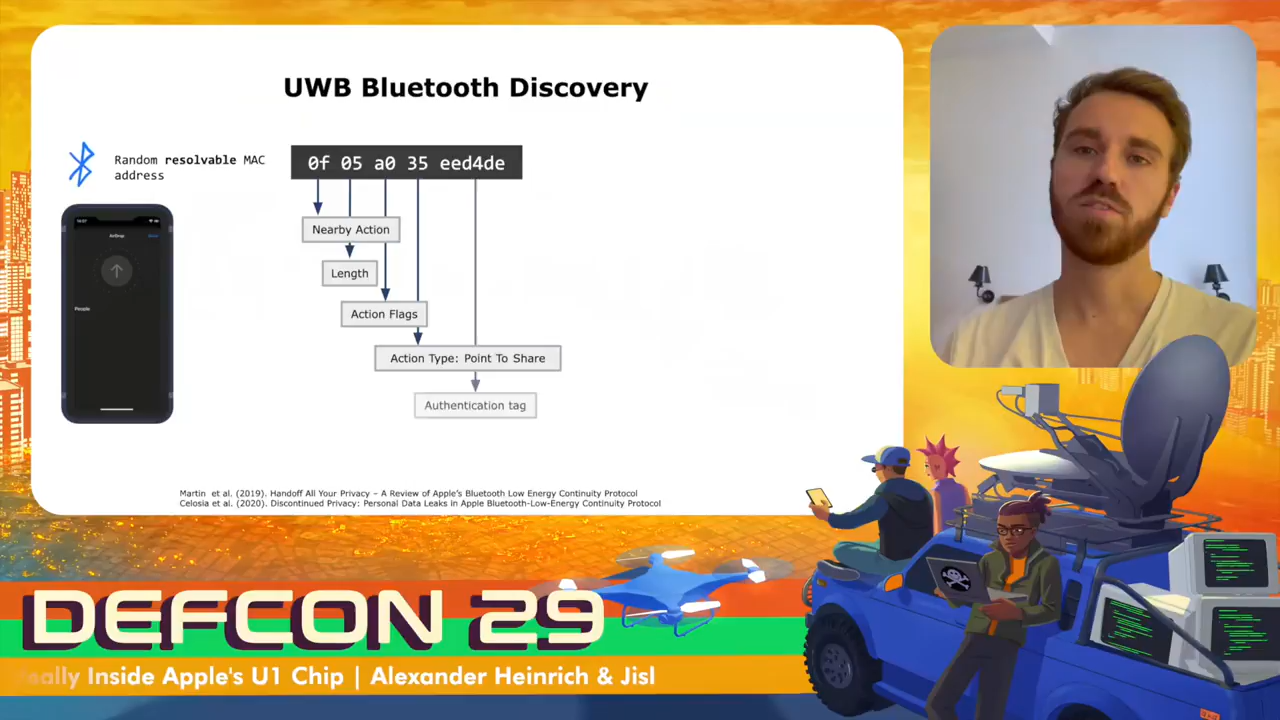 UWB Bluetooth Discovery
Random resolvable MAC
address
0f 05 a0 35 eed4de
Nearby Action
Length
Action Flags
Action Type: Point To Share
Authentication tag
AirDrop
People
Martin et al. (2019). Handoff All Your Privacy – A Review of Apple's Bluetooth Low Energy Continuity Protocol
Celosia et al. (2020). Discontinued Privacy: Personal Data Leaks in Apple Bluetooth-Low-Energy Continuity Protocols
DEFCON 29
eally Inside Apple's U1 Chip | Alexander Heinrich & Jisl